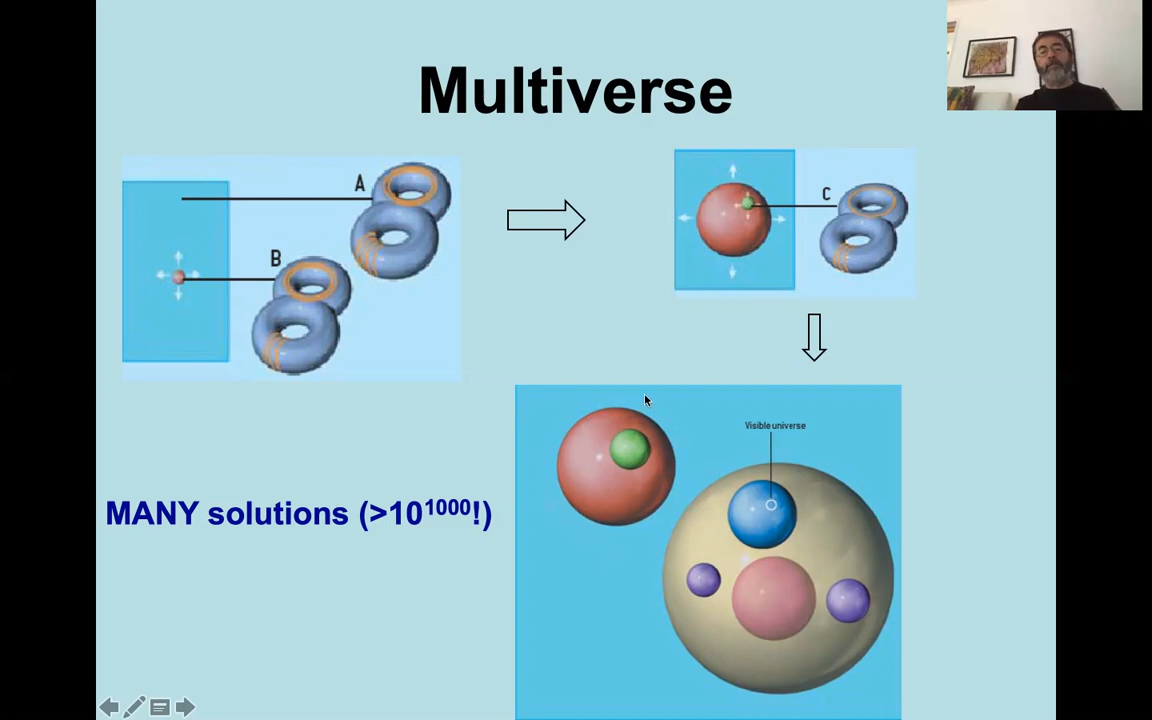 Multiverse
A
B
C
Visible universe
MANY solutions (>10¹⁰⁰⁰!)